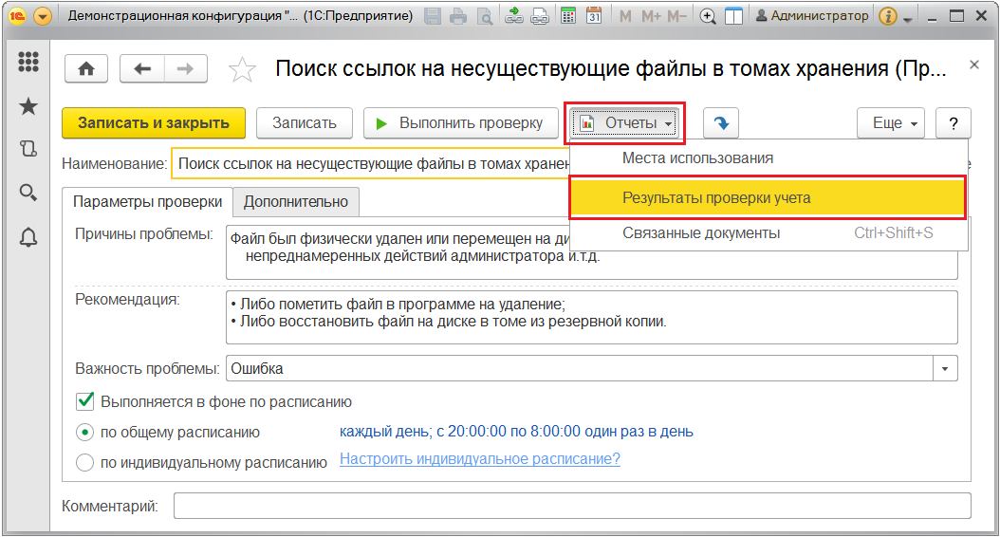 1С Демонстрационная конфигурация "... (1С:Предприятие) 31 M M+ M- Администратор i
Поиск ссылок на несуществующие файлы в томах хранения (Пр...
Записать и закрыть Записать Выполнить проверку Отчеты Еще ?
Места использования
Наименование: Поиск ссылок на несуществующие файлы в томах хранен е
Результаты проверки учета
Параметры проверки Дополнительно
Связанные документы Ctrl+Shift+S
Причины проблемы: Файл был физически удален или перемещен на ди
непреднамеренных действий администратора и.т.д.
Рекомендация: • Либо пометить файл в программе на удаление;
• Либо восстановить файл на диске в томе из резервной копии.
Важность проблемы: Ошибка
Выполняется в фоне по расписанию
по общему расписанию каждый день; с 20:00:00 по 8:00:00 один раз в день
по индивидуальному расписанию Настроить индивидуальное расписание?
Комментарий: